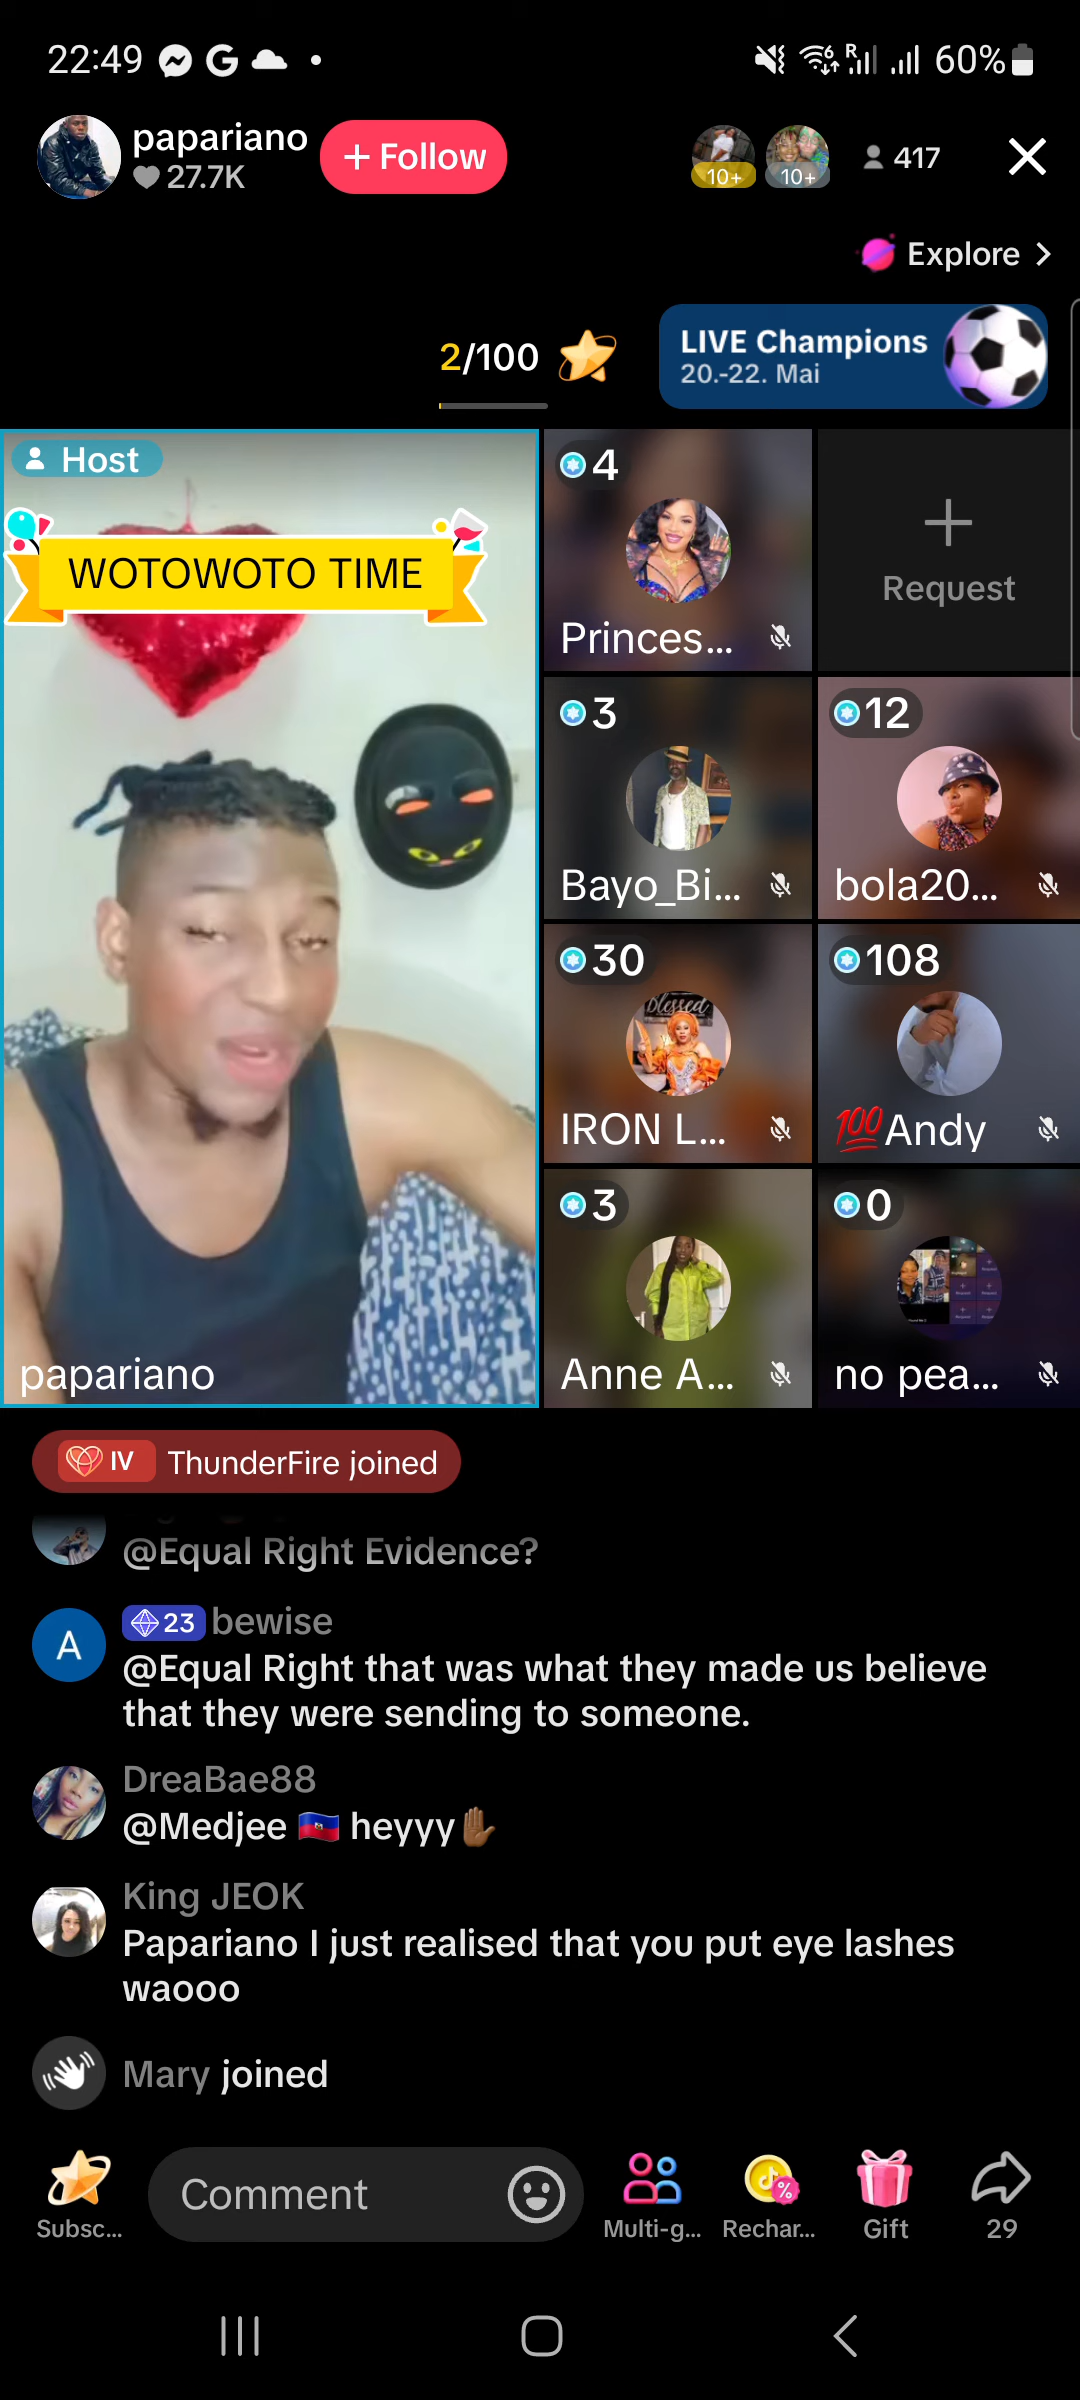 22:49
60%
papariano
27.7K
+ Follow
10+
10+
417
Explore
2/100
LIVE Champions
20.-22. Mai
Host
WOTOWOTO TIME
papariano
4
Princes...
Request
3
Bayo_Bi...
12
bola20...
30
Blessed
IRON L...
108
💯Andy
3
Anne A...
0
no pea...
IV ThunderFire joined
@Equal Right Evidence?
A
23 bewise
@Equal Right that was what they made us believe
that they were sending to someone.
DreaBae88
@Medjee 🇭🇹 heyyy✋🏾
King JEOK
Papariano I just realised that you put eye lashes
waooo
Mary joined
Subsc...
Comment
Multi-g...
Rechar...
Gift
29